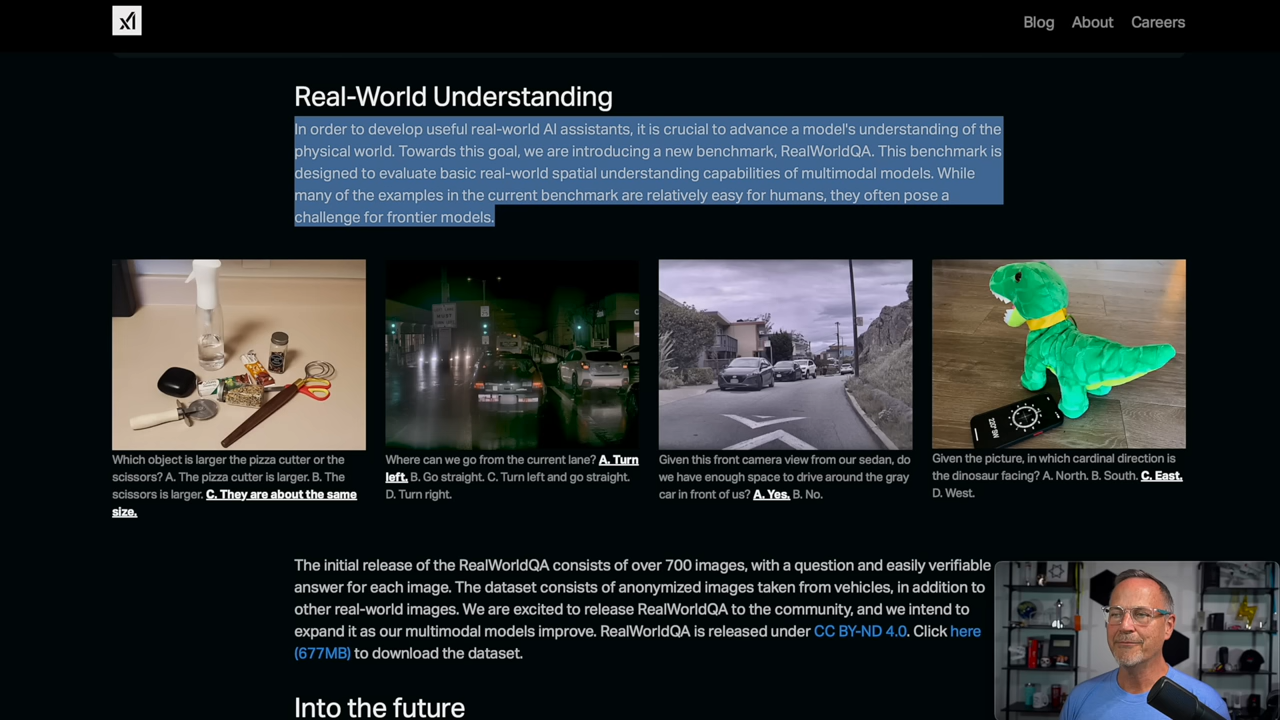 xI
Blog About Careers
Real-World Understanding
In order to develop useful real-world AI assistants, it is crucial to advance a model's understanding of the
physical world. Towards this goal, we are introducing a new benchmark, RealWorldQA. This benchmark is
designed to evaluate basic real-world spatial understanding capabilities of multimodal models. While
many of the examples in the current benchmark are relatively easy for humans, they often pose a
challenge for frontier models.
Which object is larger the pizza cutter or the
scissors? A. The pizza cutter is larger. B. The
scissors is larger. C. They are about the same
size.
Where can we go from the current lane? A. Turn
left. B. Go straight. C. Turn left and go straight.
D. Turn right.
Given this front camera view from our sedan, do
we have enough space to drive around the gray
car in front of us? A. Yes. B. No.
Given the picture, in which cardinal direction is
the dinosaur facing? A. North. B. South. C. East.
D. West.
The initial release of the RealWorldQA consists of over 700 images, with a question and easily verifiable
answer for each image. The dataset consists of anonymized images taken from vehicles, in addition to
other real-world images. We are excited to release RealWorldQA to the community, and we intend to
expand it as our multimodal models improve. RealWorldQA is released under CC BY-ND 4.0. Click here
(677MB) to download the dataset.
Into the future